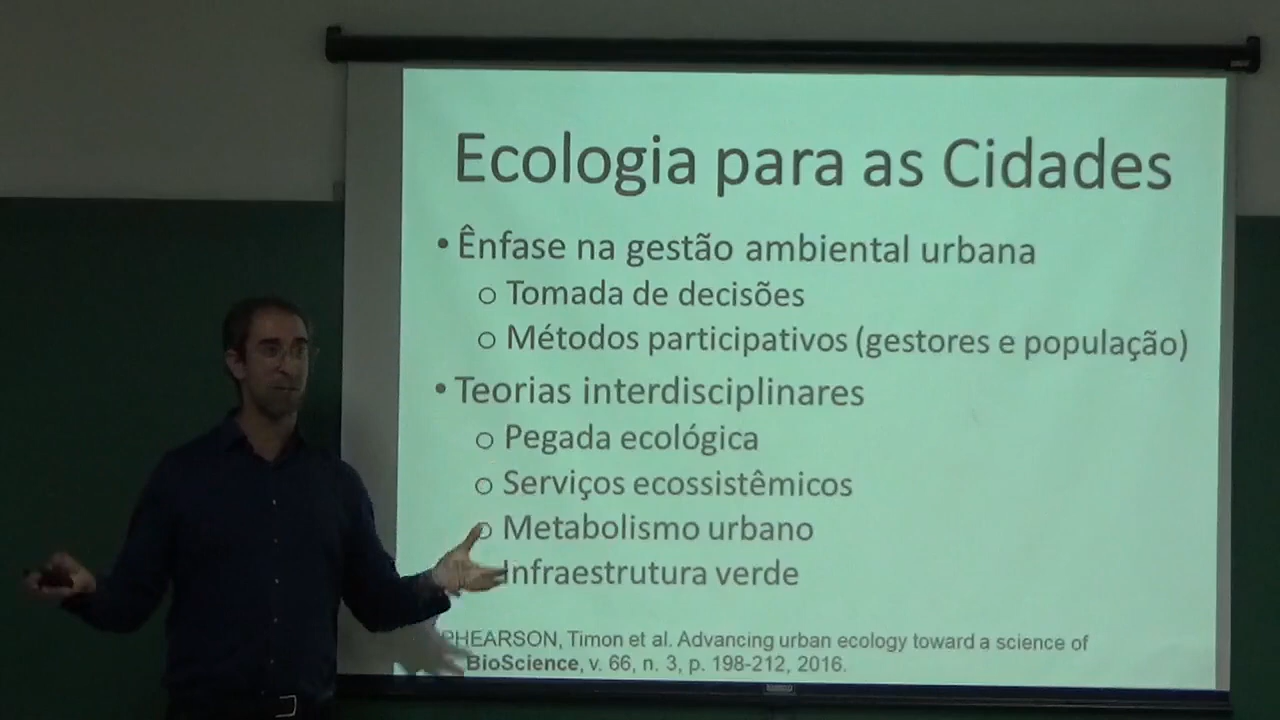 Ecologia para as Cidades
• Ênfase na gestão ambiental urbana
o Tomada de decisões
o Métodos participativos (gestores e população)
• Teorias interdisciplinares
o Pegada ecológica
o Serviços ecossistêmicos
o Metabolismo urbano
Infraestrutura verde
PHEARSON, Timon et al. Advancing urban ecology toward a science of
BioScience, v. 66, n. 3, p. 198-212, 2016.